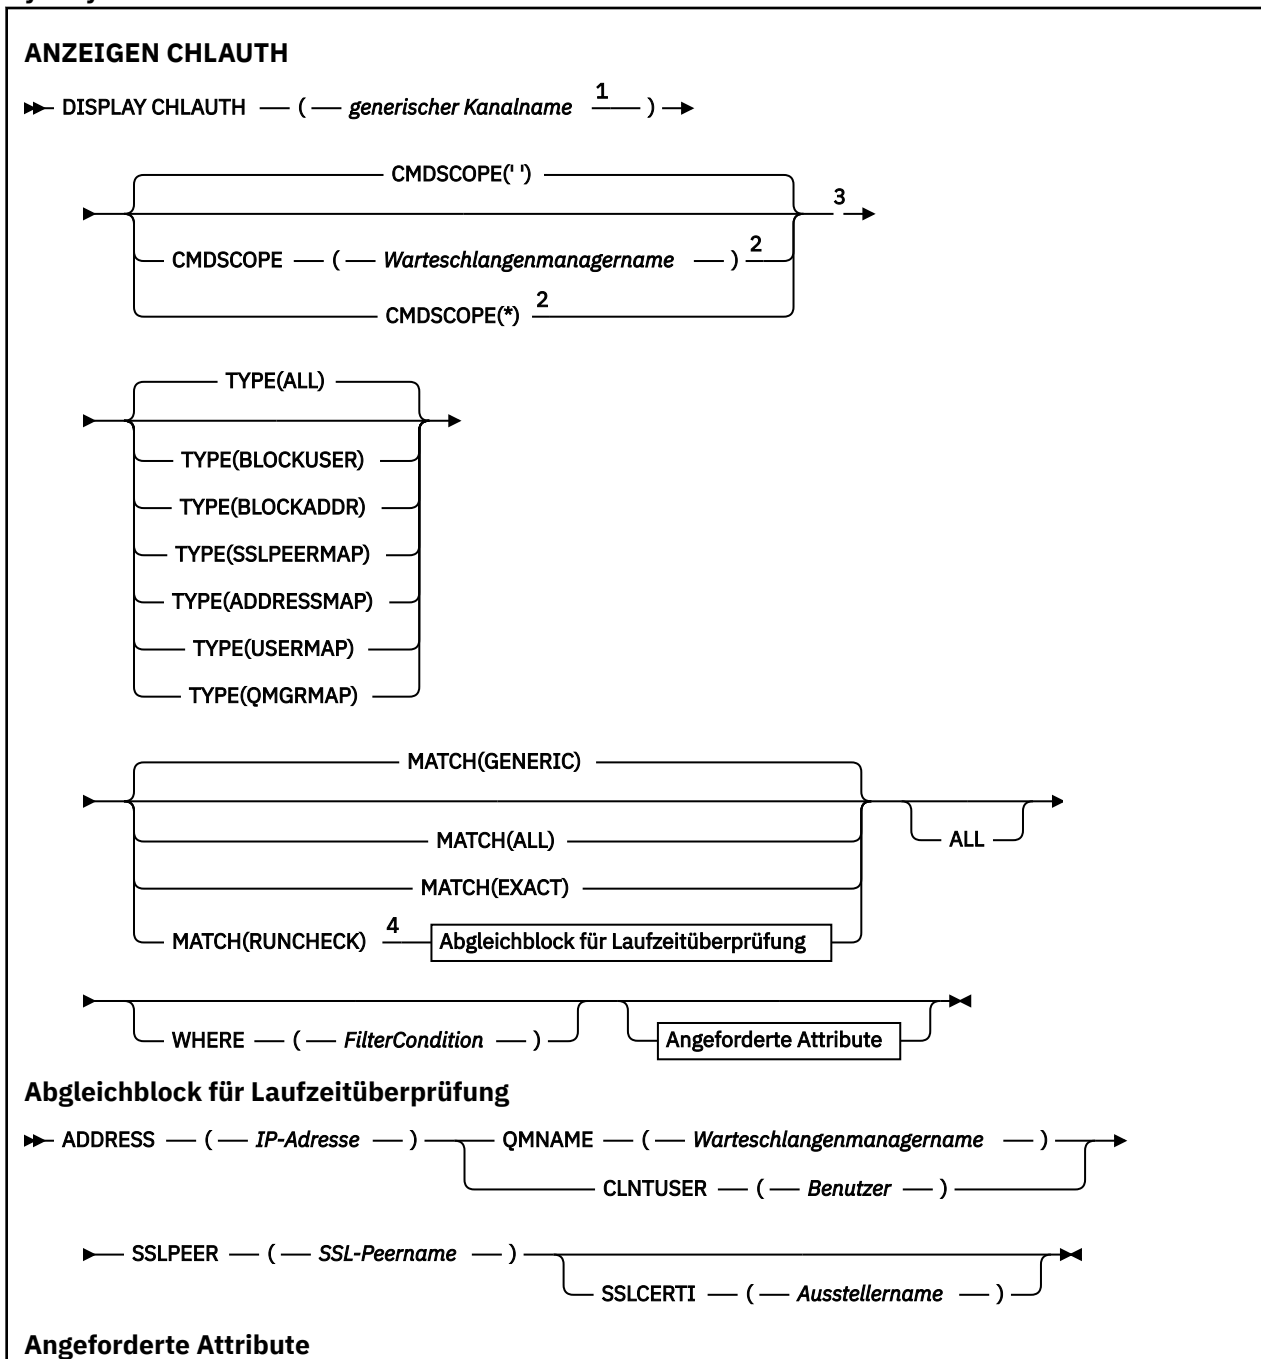 ANZEIGEN CHLAUTH
DISPLAY CHLAUTH ( generischer Kanalname 1 )
CMDSCOPE(' ')
3
CMDSCOPE ( Warteschlangenmanagername ) 2
CMDSCOPE(*) 2
TYPE(ALL)
TYPE(BLOCKUSER)
TYPE(BLOCKADDR)
TYPE(SSLPEERMAP)
TYPE(ADDRESSMAP)
TYPE(USERMAP)
TYPE(QMGRMAP)
MATCH(GENERIC)
MATCH(ALL) ALL
MATCH(EXACT)
MATCH(RUNCHECK) 4 Abgleichblock für Laufzeitüberprüfung
WHERE ( FilterCondition ) Angeforderte Attribute
Abgleichblock für Laufzeitüberprüfung
ADDRESS ( IP-Adresse ) QMNAME ( Warteschlangenmanagername )
CLNTUSER ( Benutzer )
SSLPEER ( SSL-Peername )
SSLCERTI ( Ausstellername )
Angeforderte Attribute